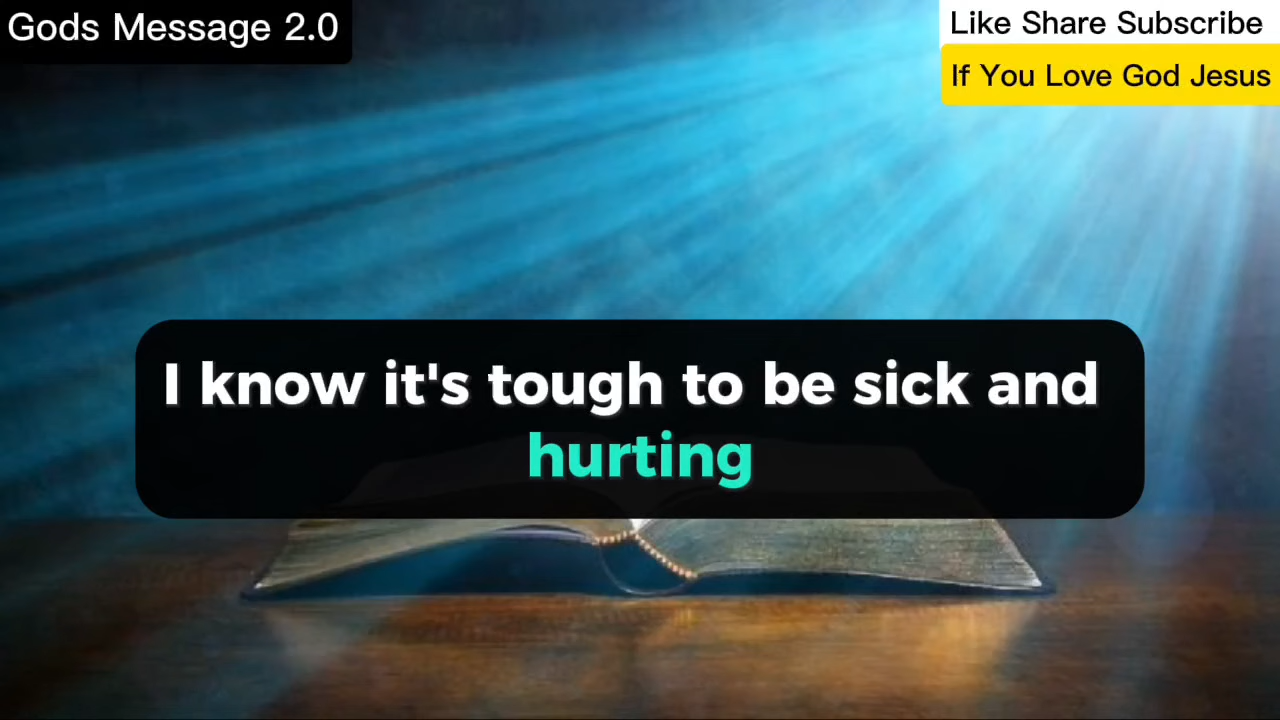 Gods Message 2.0
Like Share Subscribe
If You Love God Jesus
I know it's tough to be sick and
hurting